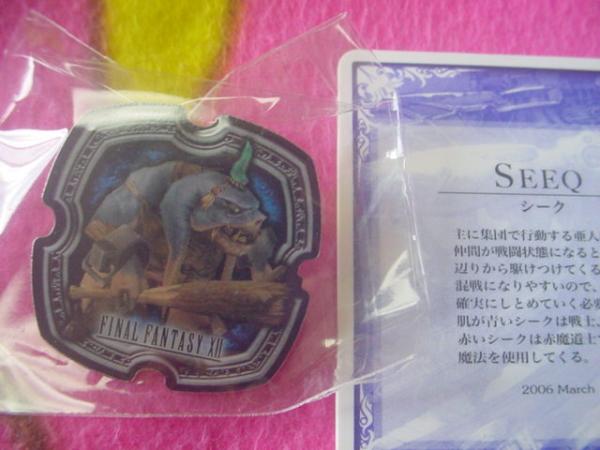 FINAL FANTASY XII
SEEQ
シーク
主に集団で行動する亜人
仲間が戦闘状態になると
辺りから駆けつけてくる
混戦になりやすいので、
確実にしとめていく必要
肌が青いシークは戦士、
赤いシークは赤魔道士で
魔法を使用してくる。
2006 March